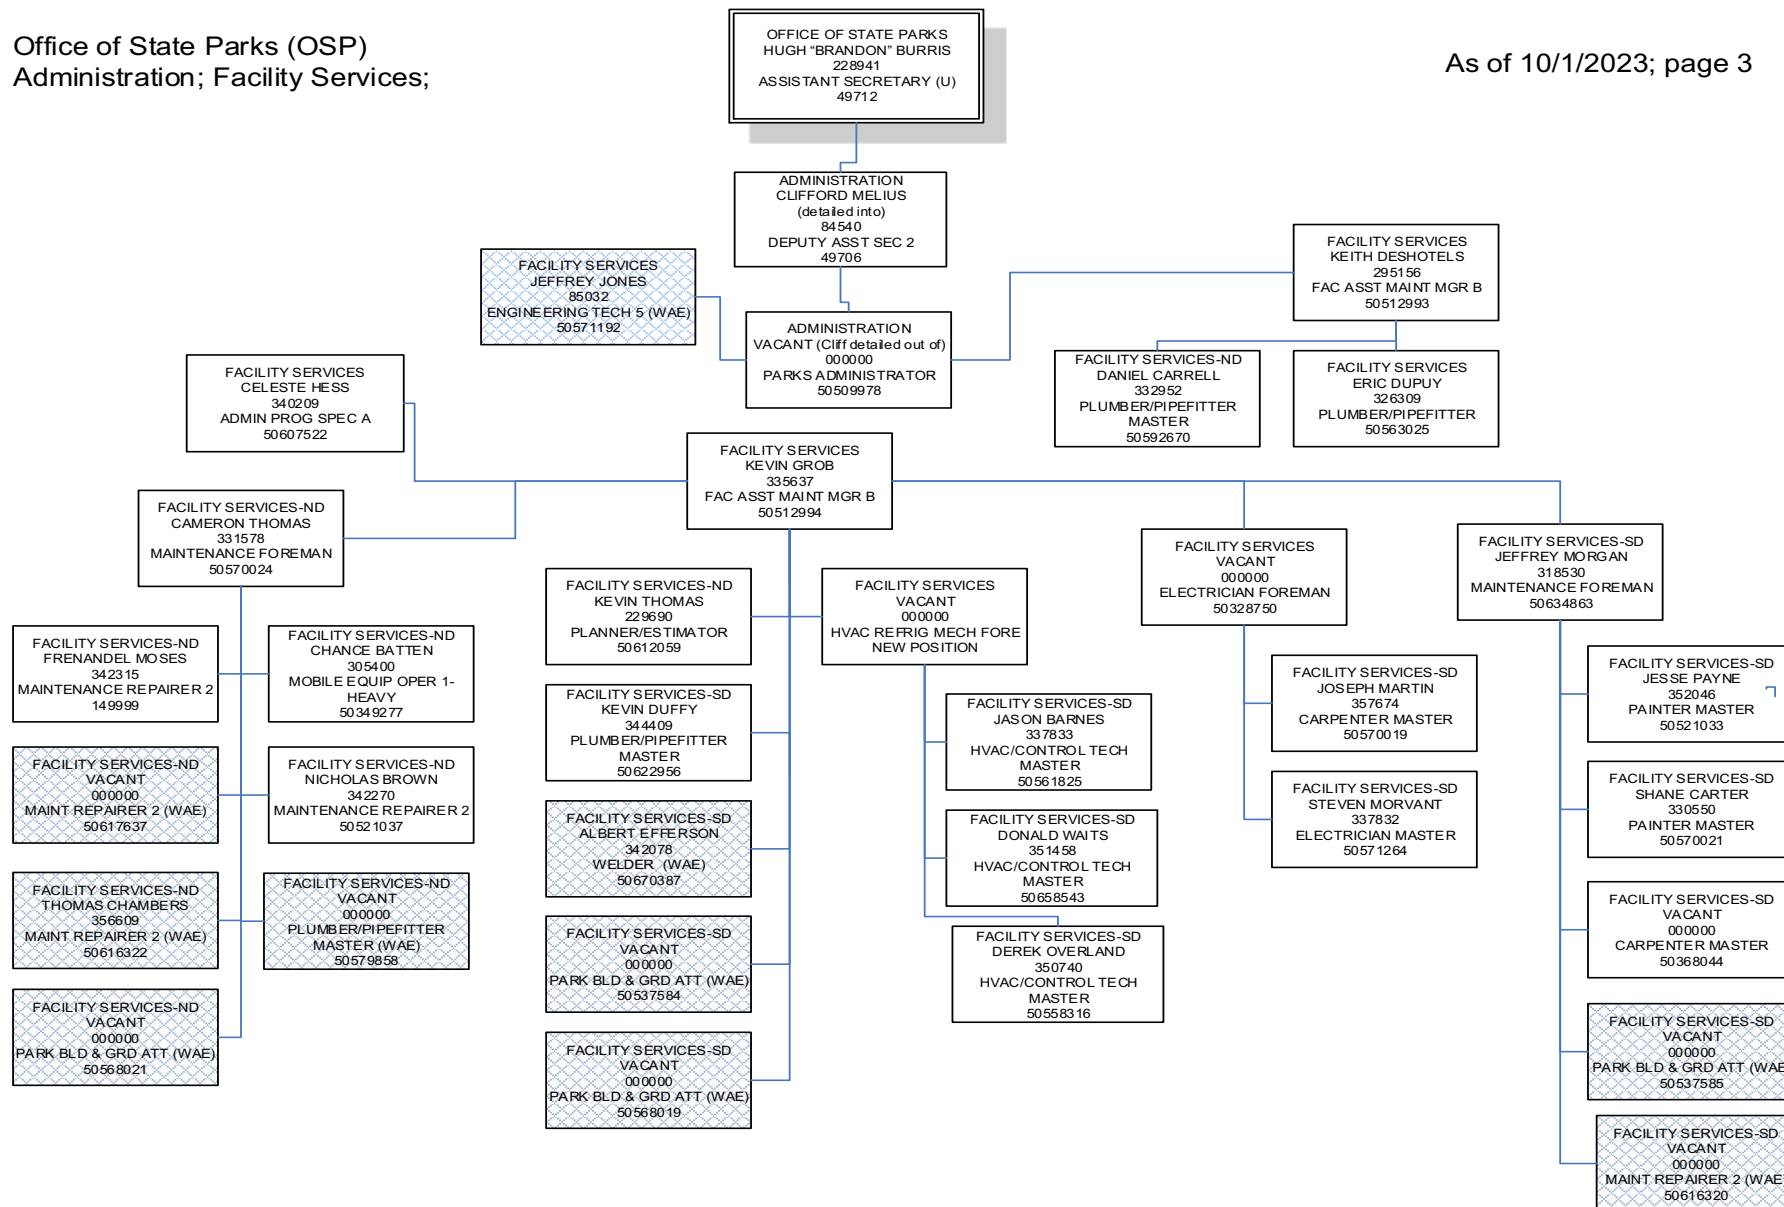 Office of State Parks (OSP)
Administration; Facility Services;
As of 10/1/2023; page 3
OFFICE OF STATE PARKS
HUGH “BRANDON” BURRIS
228941
ASSISTANT SECRETARY (U)
49712
ADMINISTRATION
CLIFFORD MELIUS
(detailed into)
84540
DEPUTY ASST SEC 2
49706
FACILITY SERVICES
JEFFREY JONES
85032
ENGINEERING TECH 5 (WAE)
50571192
ADMINISTRATION
VACANT (Cliff detailed out of)
000000
PARKS ADMINISTRATOR
50509978
FACILITY SERVICES
KEITH DESHOTELS
295156
FAC ASST MAINT MGR B
50512993
FACILITY SERVICES-ND
DANIEL CARRELL
332952
PLUMBER/PIPEFITTER
MASTER
50592670
FACILITY SERVICES
ERIC DUPUY
326309
PLUMBER/PIPEFITTER
50563025
FACILITY SERVICES
CELESTE HESS
340209
ADMIN PROG SPEC A
50607522
FACILITY SERVICES
KEVIN GROB
335637
FAC ASST MAINT MGR B
50512994
FACILITY SERVICES-ND
CAMERON THOMAS
331578
MAINTENANCE FOREMAN
50570024
FACILITY SERVICES-ND
FRENANDEL MOSES
342315
MAINTENANCE REPAIRER 2
149999
FACILITY SERVICES-ND
CHANCE BATTEN
305400
MOBILE EQUIP OPER 1-
HEAVY
50349277
FACILITY SERVICES-ND
VACANT
000000
MAINT REPAIRER 2 (WAE)
50617637
FACILITY SERVICES-ND
NICHOLAS BROWN
342270
MAINTENANCE REPAIRER 2
50521037
FACILITY SERVICES-ND
THOMAS CHAMBERS
356609
MAINT REPAIRER 2 (WAE)
50616322
FACILITY SERVICES-ND
VACANT
000000
PLUMBER/PIPEFITTER
MASTER (WAE)
50579858
FACILITY SERVICES-ND
VACANT
000000
PARK BLD & GRD ATT (WAE)
50568021
FACILITY SERVICES-ND
KEVIN THOMAS
229690
PLANNER/ESTIMATOR
50612059
FACILITY SERVICES-SD
KEVIN DUFFY
344409
PLUMBER/PIPEFITTER
MASTER
50622956
FACILITY SERVICES-SD
ALBERT EFFERSON
342078
WELDER (WAE)
50670387
FACILITY SERVICES-SD
VACANT
000000
PARK BLD & GRD ATT (WAE)
50537584
FACILITY SERVICES-SD
VACANT
000000
PARK BLD & GRD ATT (WAE)
50568019
FACILITY SERVICES
VACANT
000000
HVAC REFRIG MECH FORE
NEW POSITION
FACILITY SERVICES-SD
JASON BARNES
337833
HVAC/CONTROL TECH
MASTER
50561825
FACILITY SERVICES-SD
DONALD WAITS
351458
HVAC/CONTROL TECH
MASTER
50658543
FACILITY SERVICES-SD
DEREK OVERLAND
350740
HVAC/CONTROL TECH
MASTER
50558316
FACILITY SERVICES
VACANT
000000
ELECTRICIAN FOREMAN
50328750
FACILITY SERVICES-SD
JOSEPH MARTIN
357674
CARPENTER MASTER
50570019
FACILITY SERVICES-SD
STEVEN MORVANT
337832
ELECTRICIAN MASTER
50571264
FACILITY SERVICES-SD
JEFFREY MORGAN
318530
MAINTENANCE FOREMAN
50634863
FACILITY SERVICES-SD
JESSE PAYNE
352046
PAINTER MASTER
50521033
FACILITY SERVICES-SD
SHANE CARTER
330550
PAINTER MASTER
50570021
FACILITY SERVICES-SD
VACANT
000000
CARPENTER MASTER
50368044
FACILITY SERVICES-SD
VACANT
000000
PARK BLD & GRD ATT (WAE
50537585
FACILITY SERVICES-SD
VACANT
000000
MAINT REPAIRER 2 (WAE
50616320